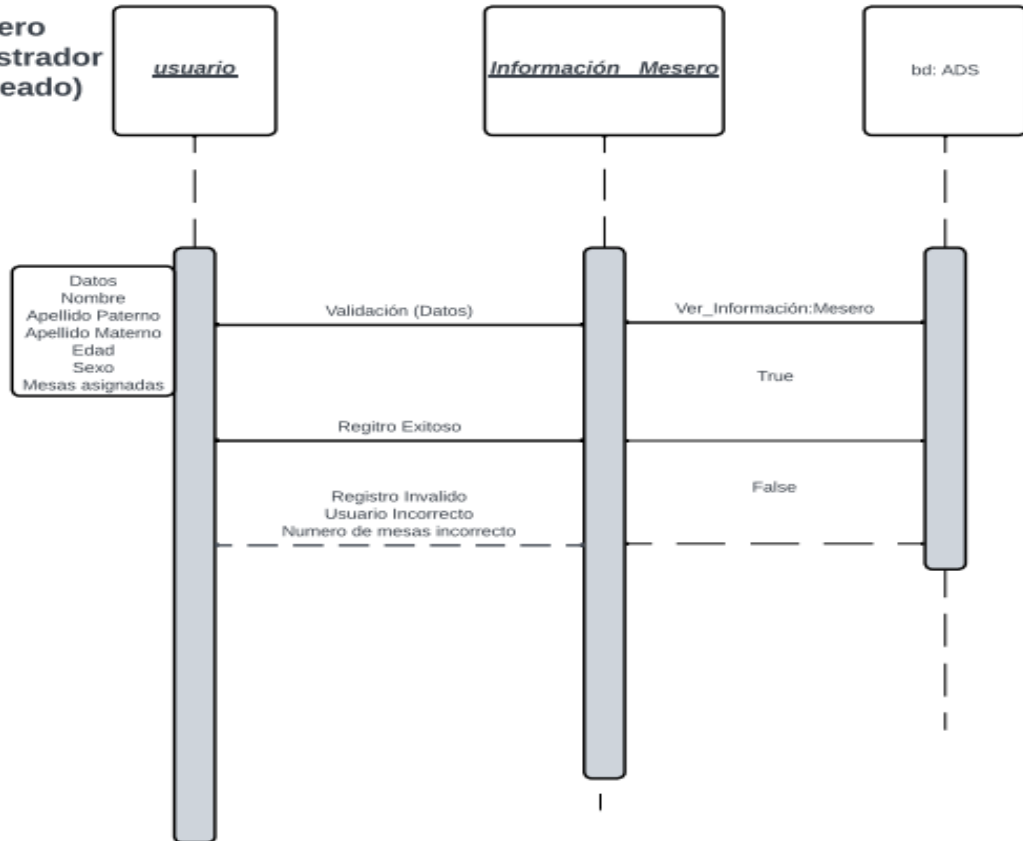 ero
strador
eado)
usuario
Información Mesero
bd: ADS
Datos
Nombre
Apellido Paterno
Apellido Materno
Edad
Sexo
Mesas asignadas
Validación (Datos)
Ver_Información:Mesero
True
Regitro Exitoso
False
Registro Invalido
Usuario Incorrecto
Numero de mesas incorrecto